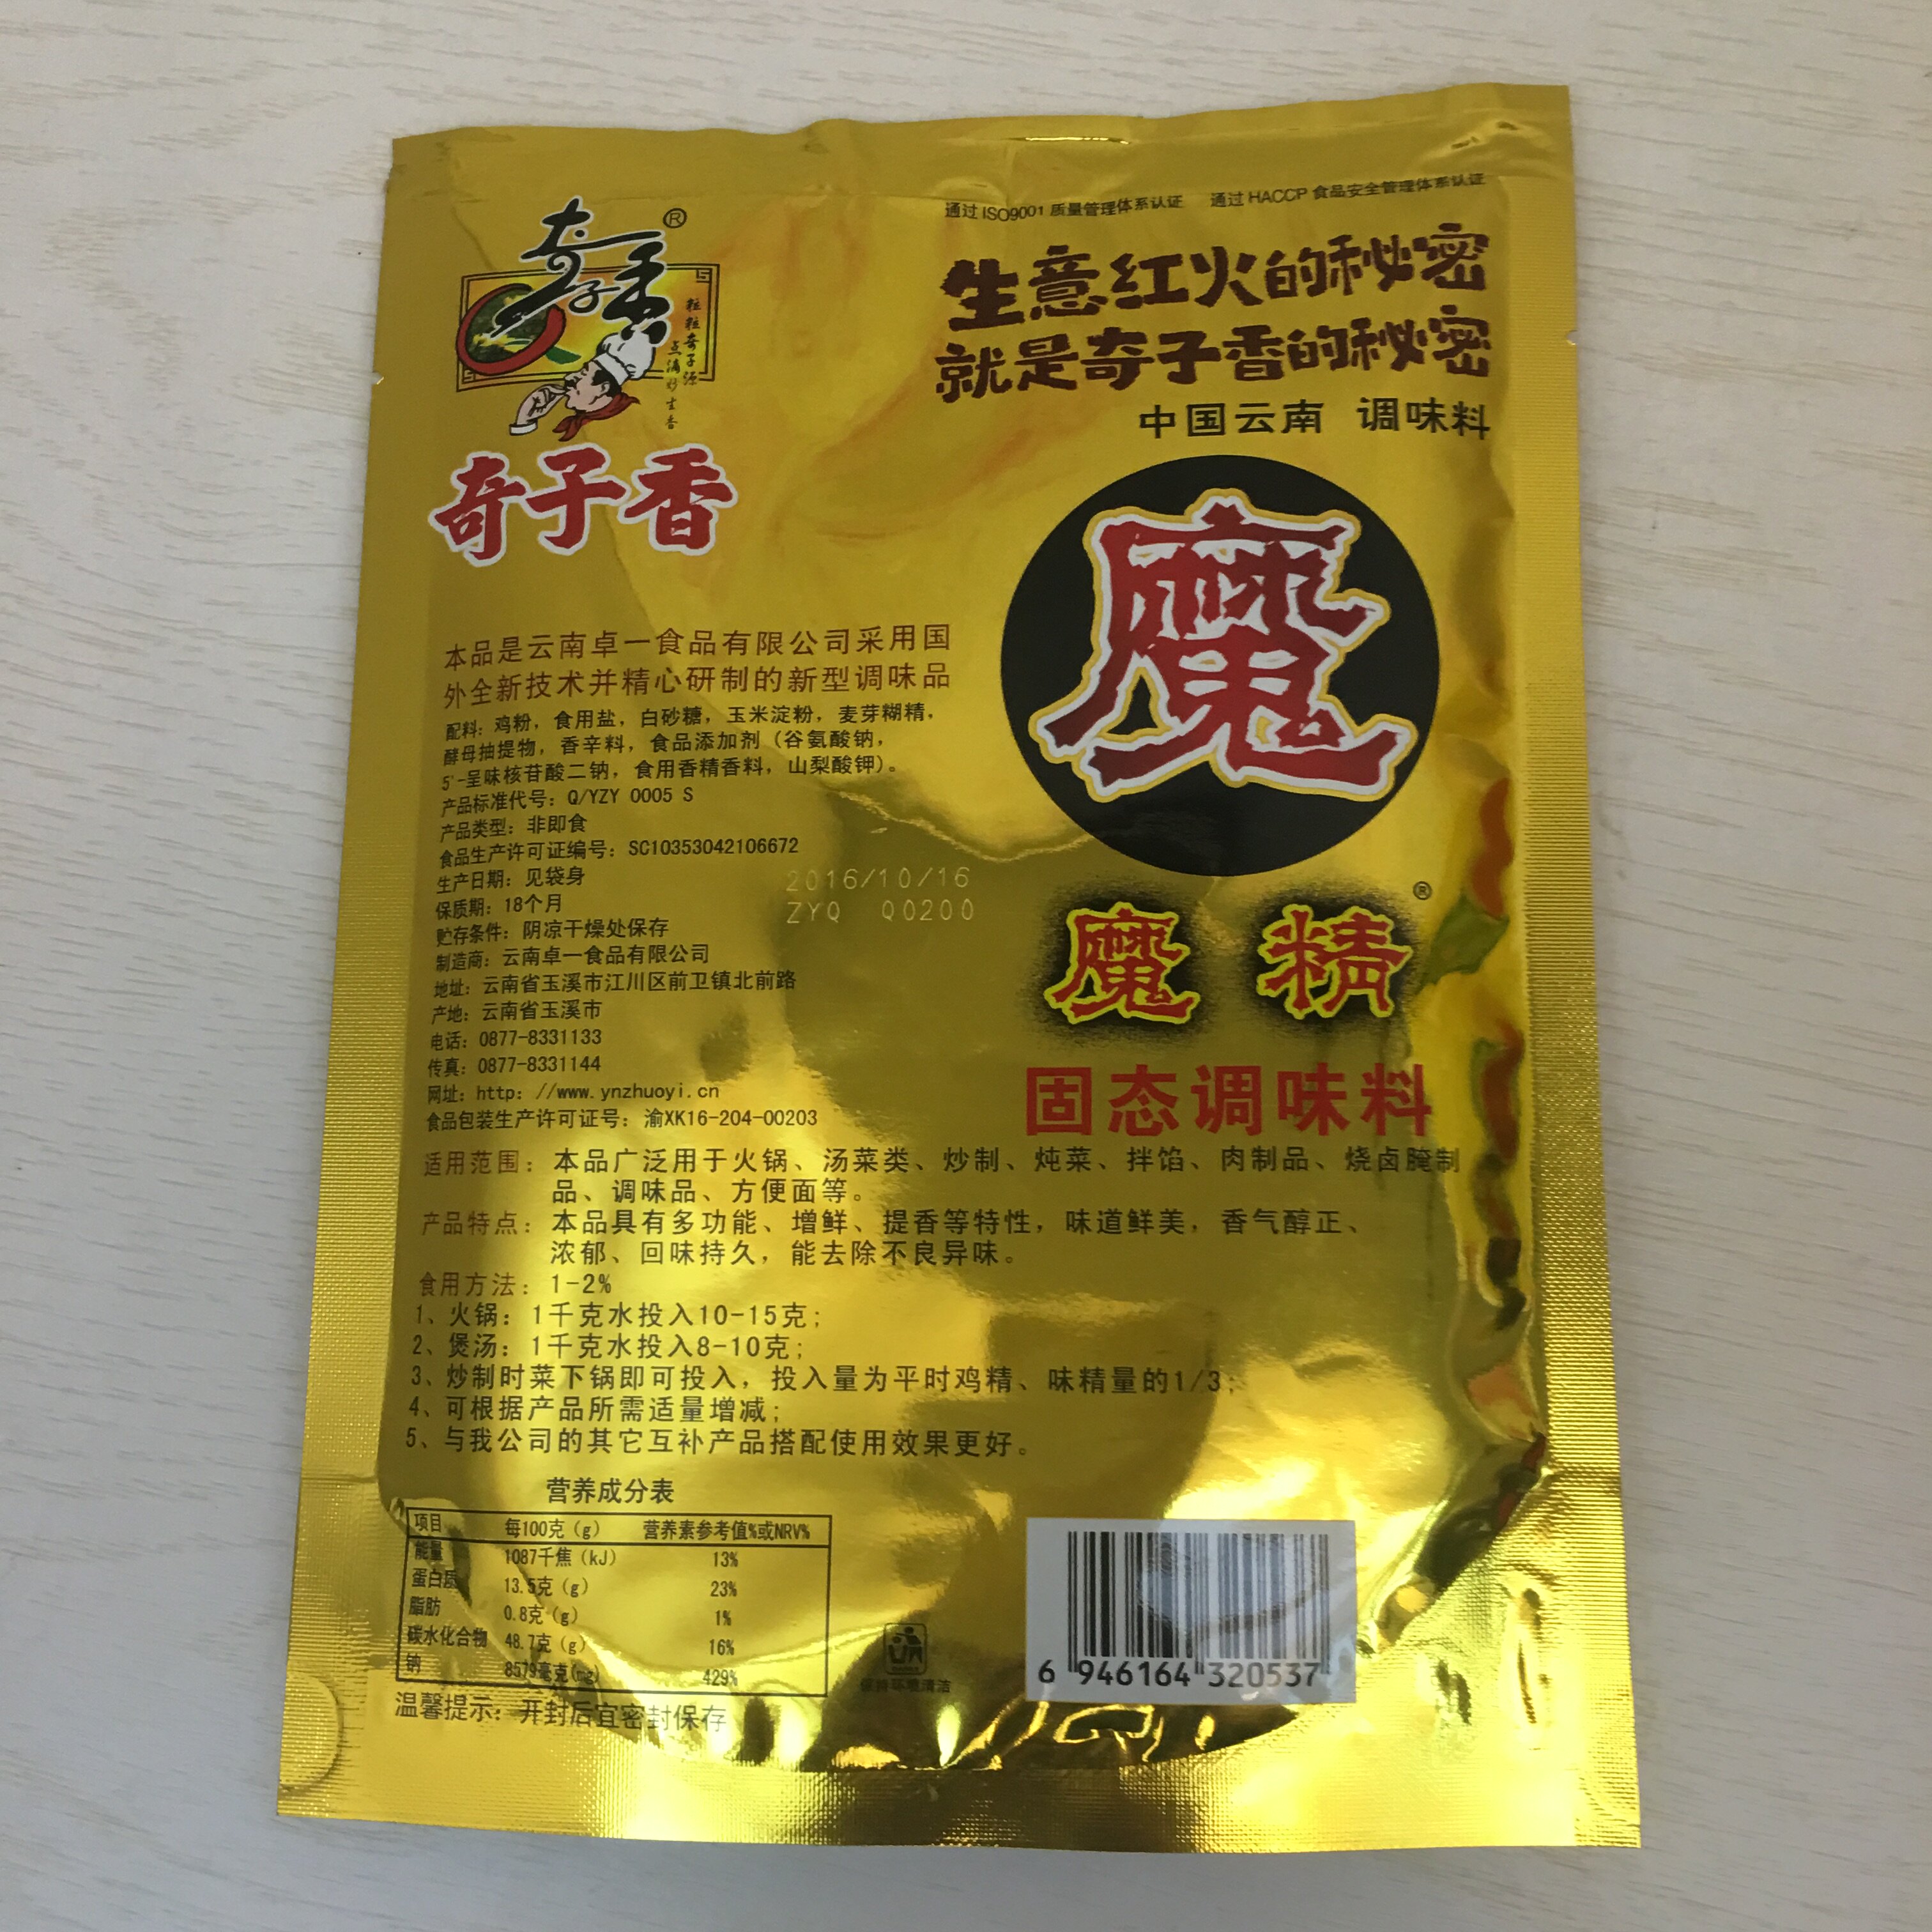 通过 ISO9001 质量管理体系认证 通过 HACCP 食品安全管理体系认证
奇子香®
粒粒奇子源
点滴妙生香
奇子香
生意红火的秘密
就是奇子香的秘密
中国云南 调味料
魔
魔 精®
固态调味料
本品是云南卓一食品有限公司采用国
外全新技术并精心研制的新型调味品
配料：鸡粉，食用盐，白砂糖，玉米淀粉，麦芽糊精，
酵母抽提物，香辛料，食品添加剂（谷氨酸钠，
5'-呈味核苷酸二钠，食用香精香料，山梨酸钾）。
产品标准代号：Q/YZY 0005 S
产品类型：非即食
食品生产许可证编号：SC10353042106672
生产日期：见袋身
保质期：18个月
贮存条件：阴凉干燥处保存
制造商：云南卓一食品有限公司
地址：云南省玉溪市江川区前卫镇北前路
产地：云南省玉溪市
电话：0877-8331133
传真：0877-8331144
网址：http：//www.ynzhuoyi.cn
食品包装生产许可证号：渝XK16-204-00203
2016/10/16
ZYQ Q0200
适用范围：本品广泛用于火锅、汤菜类、炒制、炖菜、拌馅、肉制品、烧卤腌制
品、调味品、方便面等。
产品特点：本品具有多功能、增鲜、提香等特性，味道鲜美，香气醇正、
浓郁、回味持久，能去除不良异味。
食用方法：1-2%
1、火锅：1千克水投入10-15克；
2、煲汤：1千克水投入8-10克；
3、炒制时菜下锅即可投入，投入量为平时鸡精、味精量的1/3；
4、可根据产品所需适量增减；
5、与我公司的其它互补产品搭配使用效果更好。
营养成分表
项目 每100克（g） 营养素参考值%或NRV%
能量 1087千焦（kJ） 13%
蛋白质 13.5克（g） 23%
脂肪 0.8克（g） 1%
碳水化合物 48.7克（g） 16%
钠 8579毫克(mg) 429%
温馨提示：开封后宜密封保存
保持环境清洁
6 946164 320537